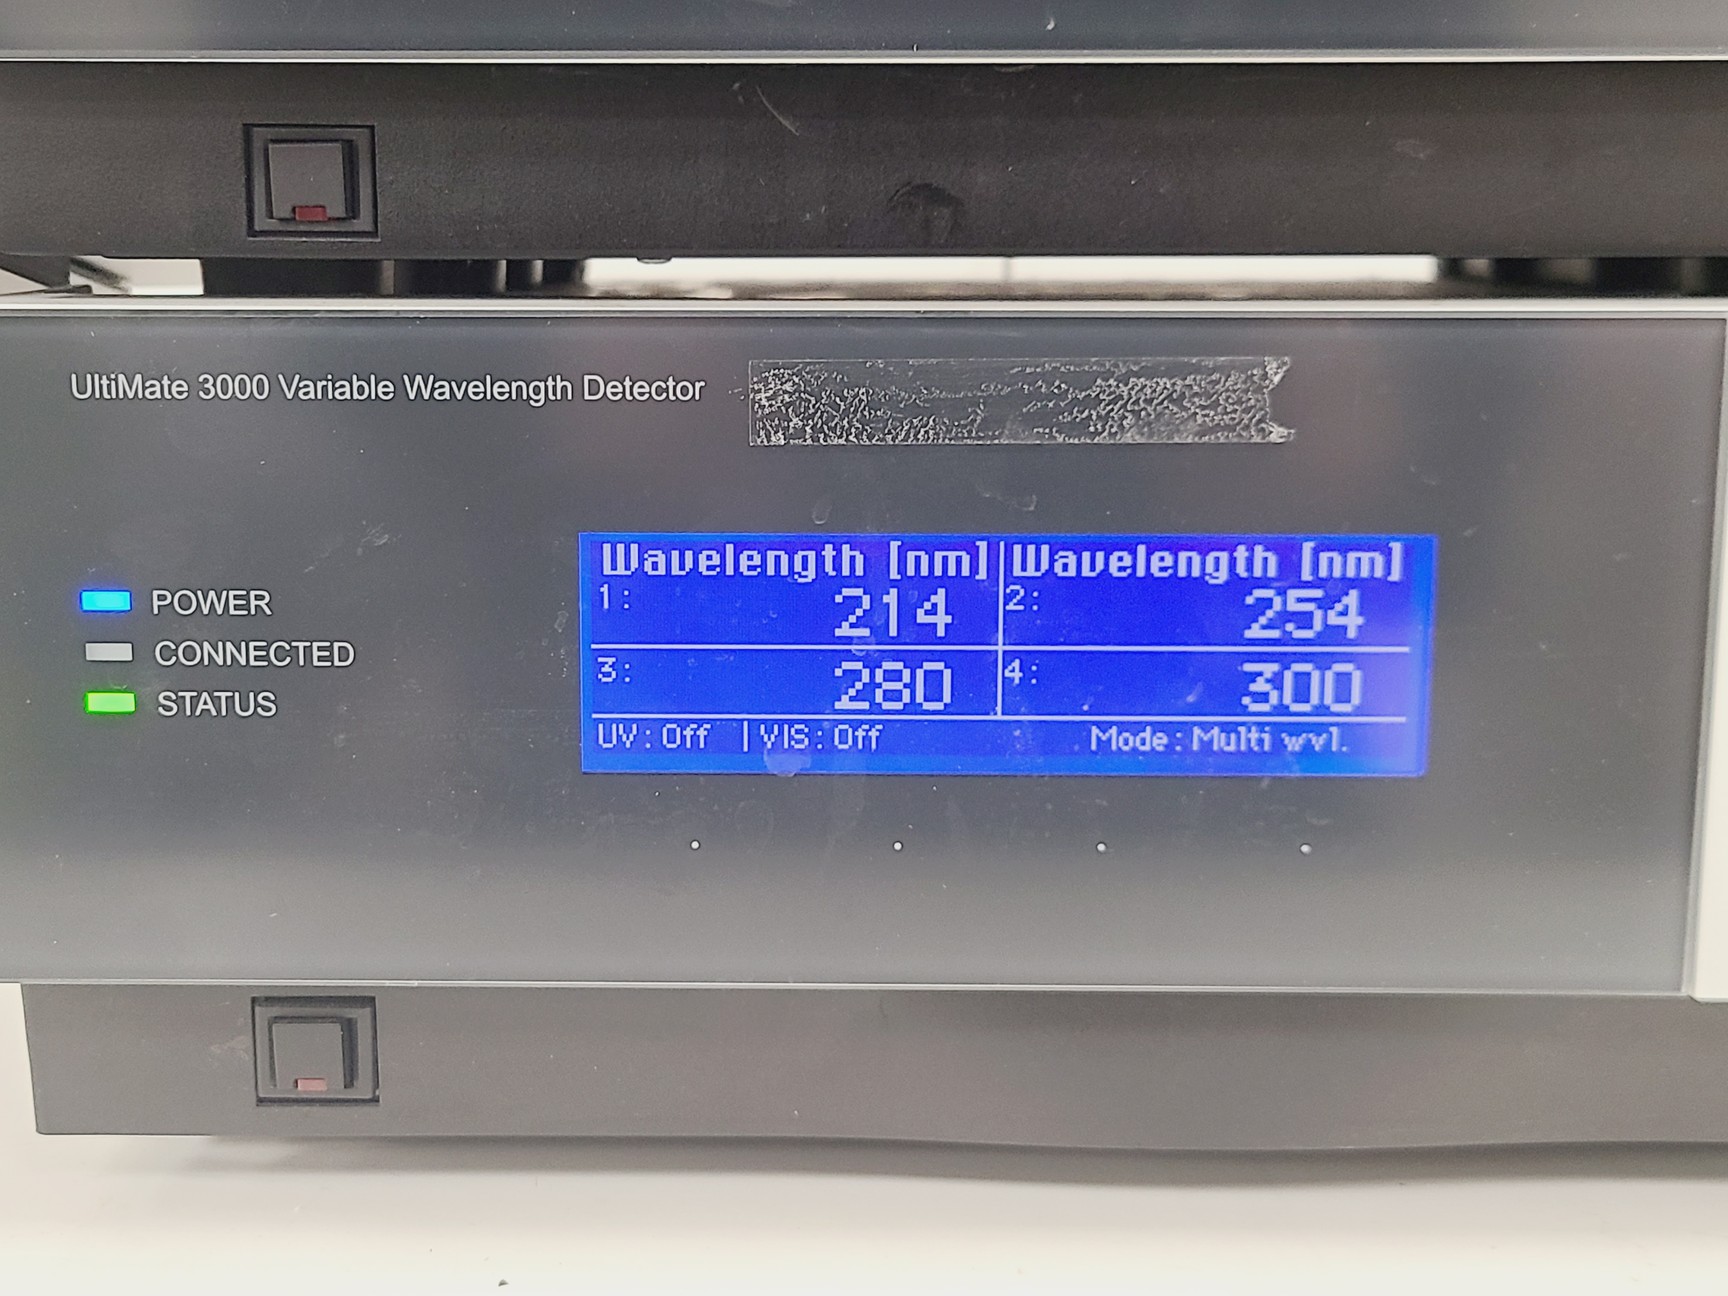 UltiMate 3000 Variable Wavelength Detector
POWER
CONNECTED
STATUS
Wavelength [nm] Wavelength [nm]
1: 214 2: 254
3: 280 4: 300
UV: Off | VIS: Off Mode: Multi wvl.